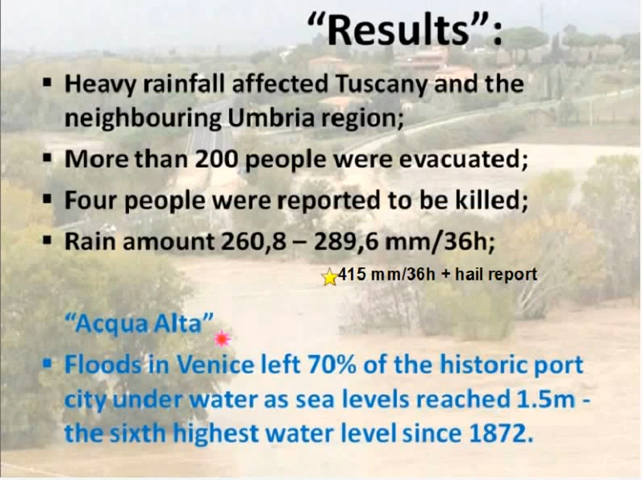 “Results”:
▪ Heavy rainfall affected Tuscany and the
neighbouring Umbria region;
▪ More than 200 people were evacuated;
▪ Four people were reported to be killed;
▪ Rain amount 260,8 – 289,6 mm/36h;
415 mm/36h + hail report
“Acqua Alta”
▪ Floods in Venice left 70% of the historic port
city under water as sea levels reached 1.5m -
the sixth highest water level since 1872.